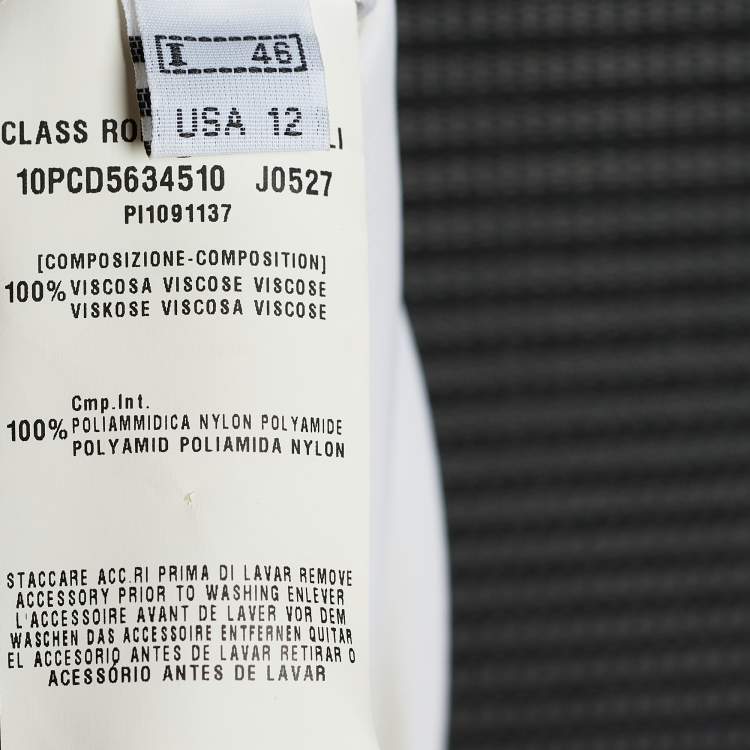 I 46
USA 12
CLASS RO LI
10PCD5634510 J0527
PI1091137
[COMPOSIZIONE-COMPOSITION]
100% VISCOSA VISCOSE VISCOSE
VISKOSE VISCOSA VISCOSE
Cmp.Int.
100% POLIAMMIDICA NYLON POLYAMIDE
POLYAMID POLIAMIDA NYLON
STACCARE ACC.RI PRIMA DI LAVAR REMOVE
ACCESSORY PRIOR TO WASHING ENLEVER
L'ACCESSOIRE AVANT DE LAVER VOR DEM
WASCHEN DAS ACCESSOIRE ENTFERNEN QUITAR
EL ACCESORIO ANTES DE LAVAR RETIRAR O
ACESSÓRIO ANTES DE LAVAR